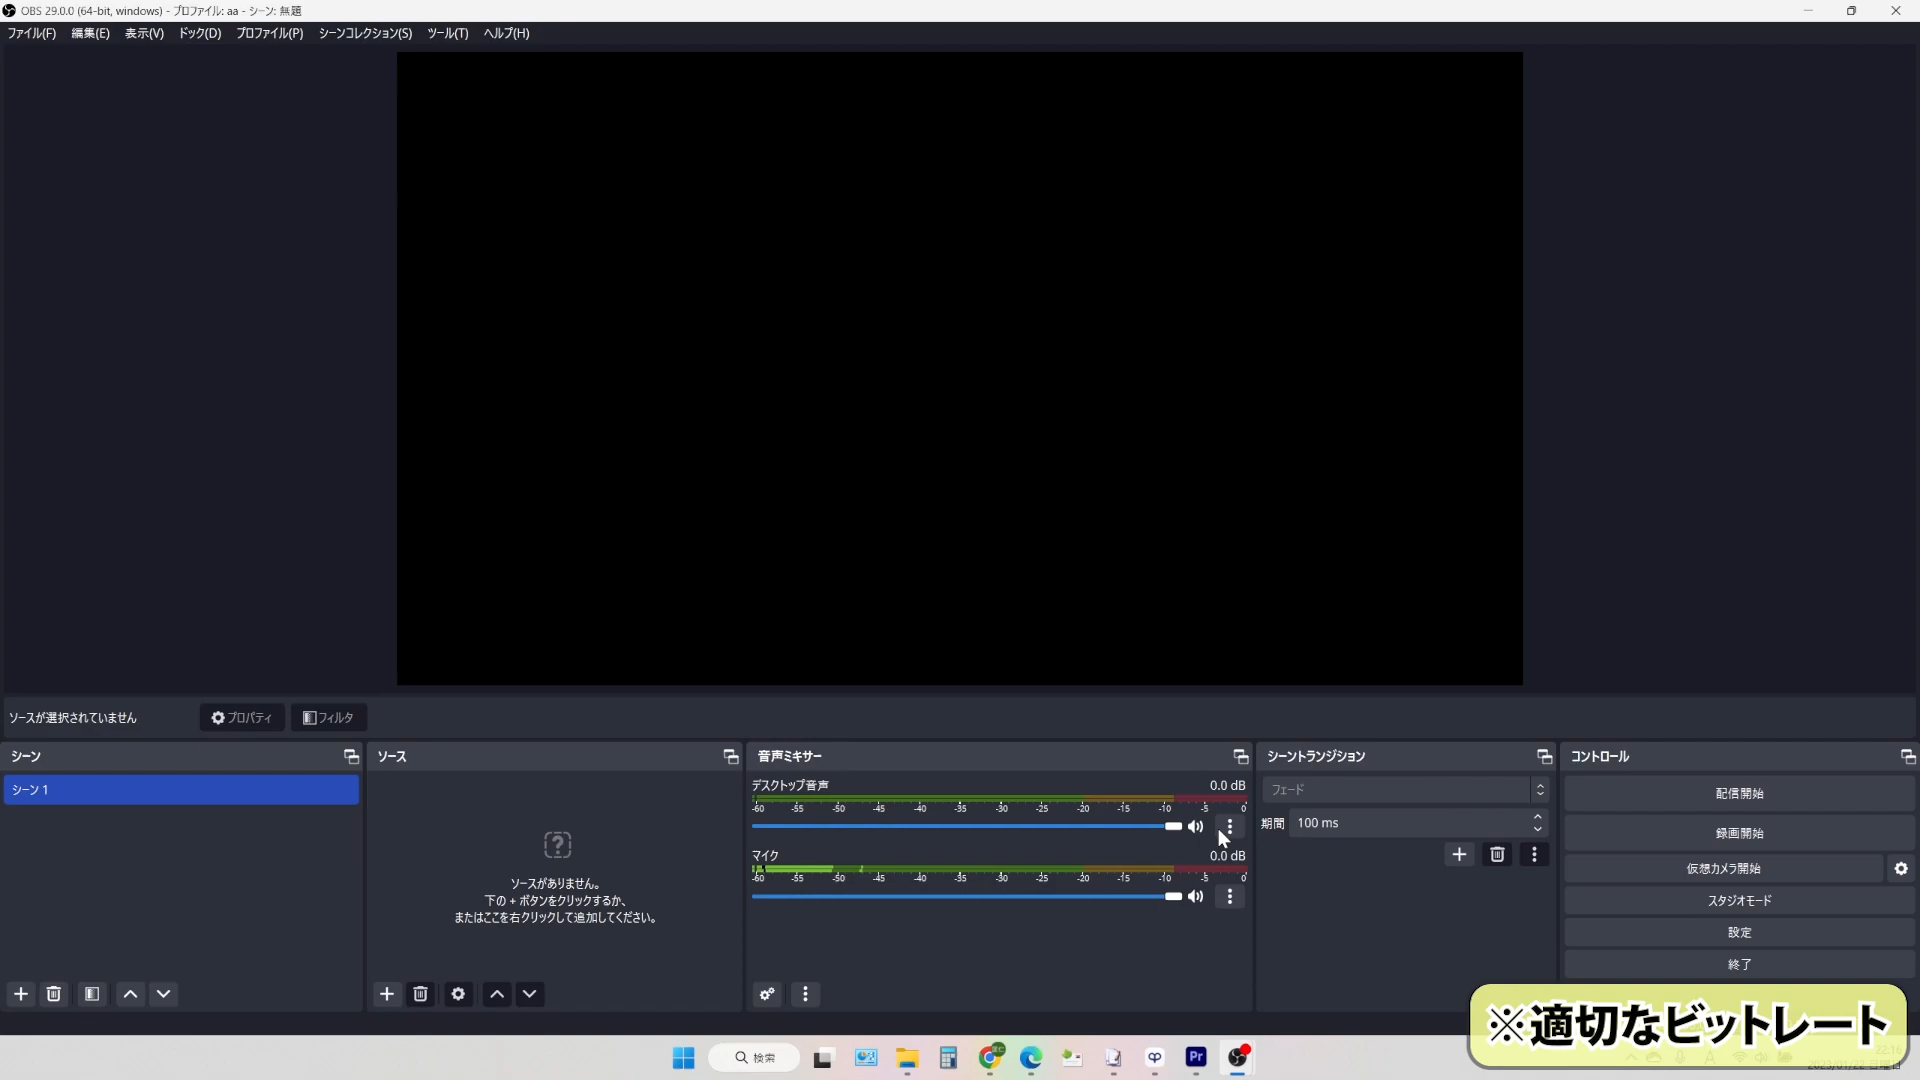 OBS 29.0.0 (64-bit, windows) - プロファイル: aa - シーン: 無題
ファイル(F) 編集(E) 表示(V) ドック(D) プロファイル(P) シーンコレクション(S) ツール(T) ヘルプ(H)
ソースが選択されていません プロパティ フィルタ
シーン
シーン 1
ソース
ソースがありません。
下の + ボタンをクリックするか、
またはここを右クリックして追加してください。
音声ミキサー
デスクトップ音声 0.0 dB
-60 -55 -50 -45 -40 -35 -30 -25 -20 -15 -10 -5 0
マイク 0.0 dB
-60 -55 -50 -45 -40 -35 -30 -25 -20 -15 -10 -5 0
シーントランジション
フェード
期間 100 ms
コントロール
配信開始
録画開始
仮想カメラ開始
スタジオモード
設定
終了
※適切なビットレート
検索
Pr
A
22:16
2023/01/22 日曜日